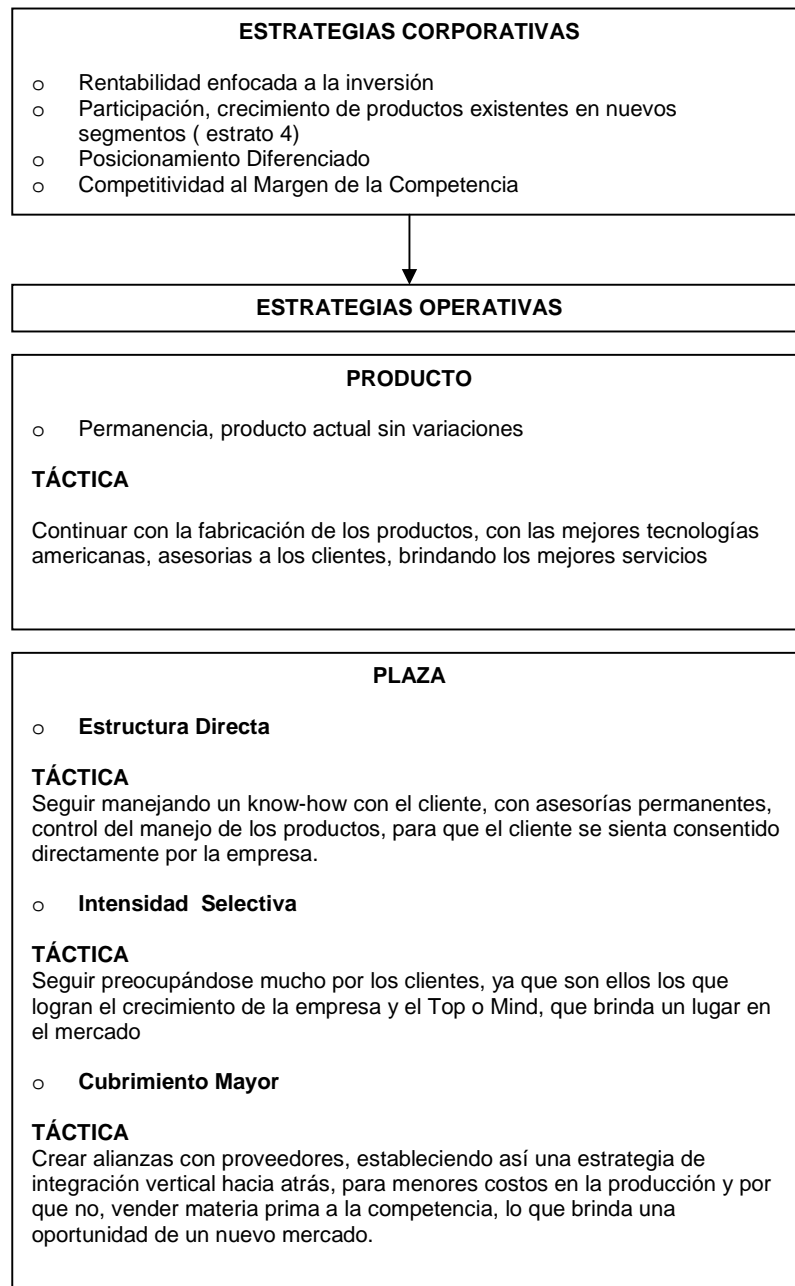 ESTRATEGIAS CORPORATIVAS
o Rentabilidad enfocada a la inversión
o Participación, crecimiento de productos existentes en nuevos
segmentos ( estrato 4)
o Posicionamiento Diferenciado
o Competitividad al Margen de la Competencia
ESTRATEGIAS OPERATIVAS
PRODUCTO
o Permanencia, producto actual sin variaciones
TÁCTICA
Continuar con la fabricación de los productos, con las mejores tecnologías
americanas, asesorias a los clientes, brindando los mejores servicios
PLAZA
o Estructura Directa
TÁCTICA
Seguir manejando un know-how con el cliente, con asesorías permanentes,
control del manejo de los productos, para que el cliente se sienta consentido
directamente por la empresa.
o Intensidad Selectiva
TÁCTICA
Seguir preocupándose mucho por los clientes, ya que son ellos los que
logran el crecimiento de la empresa y el Top o Mind, que brinda un lugar en
el mercado
o Cubrimiento Mayor
TÁCTICA
Crear alianzas con proveedores, estableciendo así una estrategia de
integración vertical hacia atrás, para menores costos en la producción y por
que no, vender materia prima a la competencia, lo que brinda una
oportunidad de un nuevo mercado.